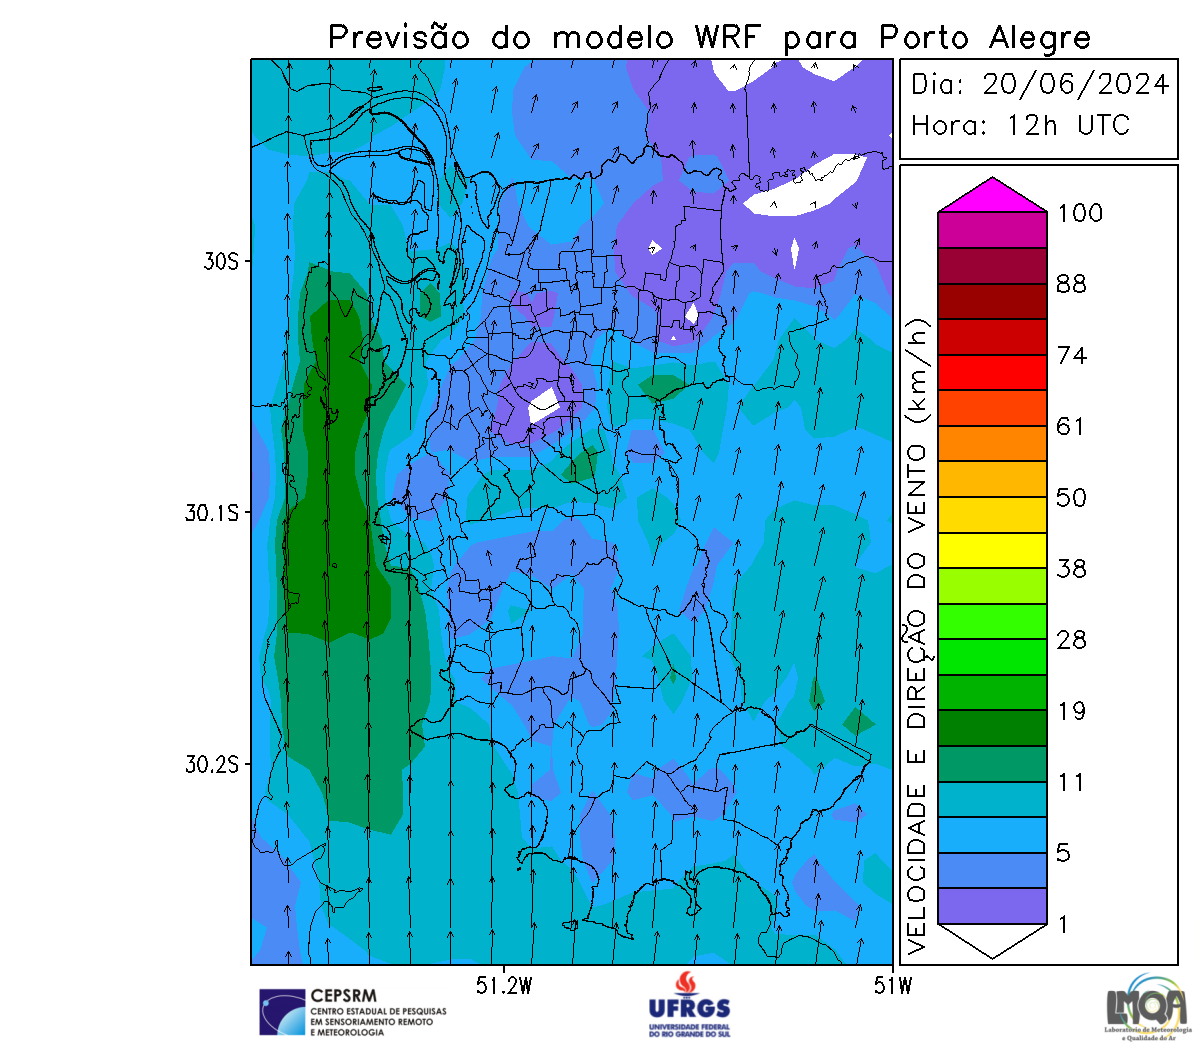 Previsão do modelo WRF para Porto Alegre
Dia: 20/06/2024
Hora: 12h UTC
30S
30.1S
30.2S
51.2W
51W
VELOCIDADE E DIREÇÃO DO VENTO (km/h)
100
88
74
61
50
38
28
19
11
5
1
CEPSRM
CENTRO ESTADUAL DE PESQUISAS
EM SENSORIAMENTO REMOTO
E METEOROLOGIA
UFRGS
UNIVERSIDADE FEDERAL
DO RIO GRANDE DO SUL
LMQA
Laboratório de Meteorologia
e Qualidade do Ar